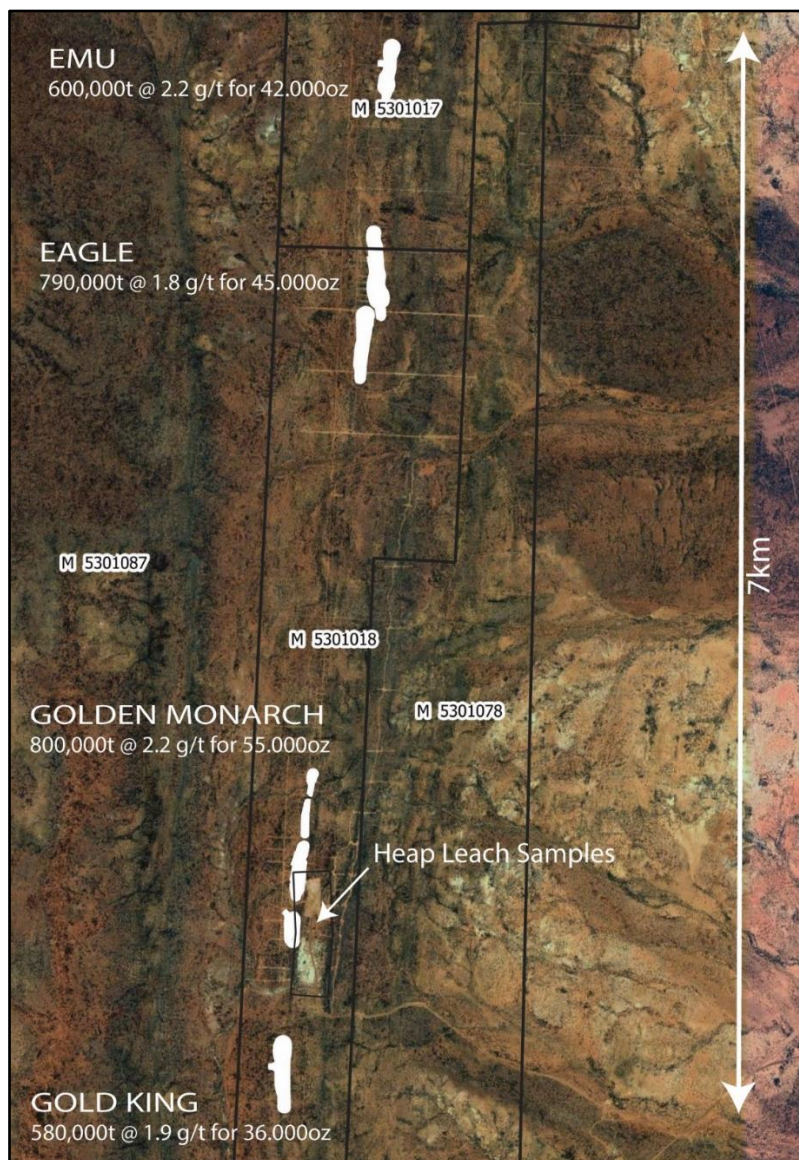 EMU
600,000t @ 2.2 g/t for 42.000oz
M 5301017
EAGLE
790,000t @ 1.8 g/t for 45.000oz
M 5301087
7km
M 5301018
GOLDEN MONARCH
M 5301078
800,000t @ 2.2 g/t for 55.000oz
Heap Leach Samples
GOLD KING
580,000t @ 1.9 g/t for 36.000oz